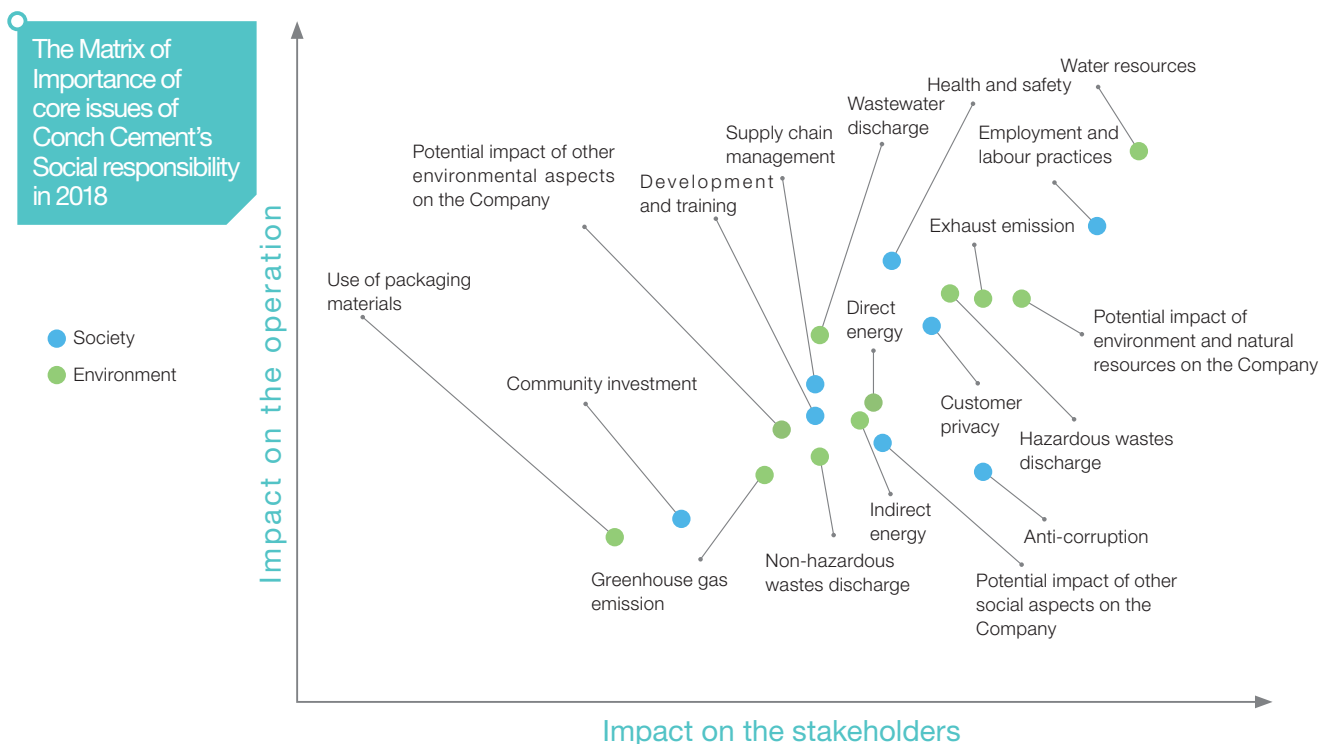 The Matrix of
Importance of
core issues of
Conch Cement's
Social responsibility
in 2018
Society
Environment
Impact on the operation
Impact on the stakeholders
Use of packaging
materials
Potential impact of other
environmental aspects
on the Company
Community investment
Development
and training
Supply chain
management
Wastewater
discharge
Health and safety
Water resources
Employment and
labour practices
Exhaust emission
Direct
energy
Potential impact of
environment and natural
resources on the Company
Customer
privacy
Hazardous wastes
discharge
Indirect
energy
Anti-corruption
Greenhouse gas
emission
Non-hazardous
wastes discharge
Potential impact of other
social aspects on the
Company